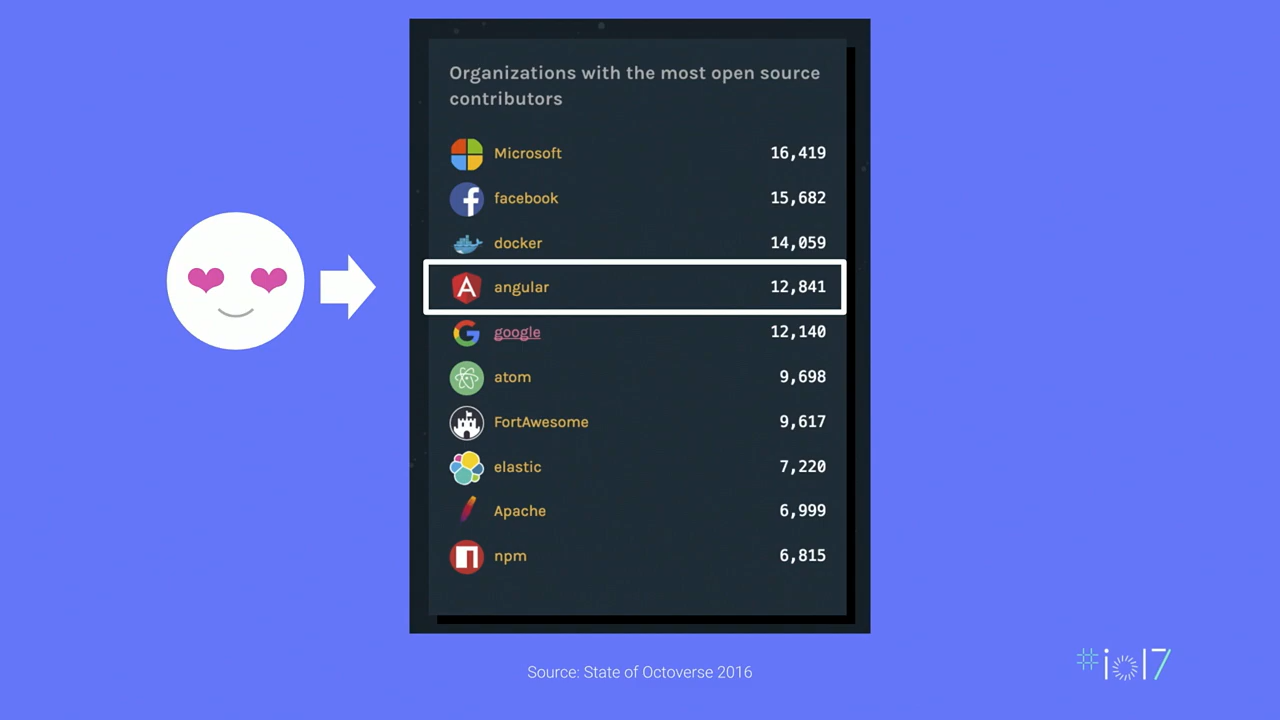 Organizations with the most open source
contributors
Microsoft 16,419
facebook 15,682
docker 14,059
angular 12,841
google 12,140
atom 9,698
FortAwesome 9,617
elastic 7,220
Apache 6,999
npm 6,815
Source: State of Octoverse 2016
#io17